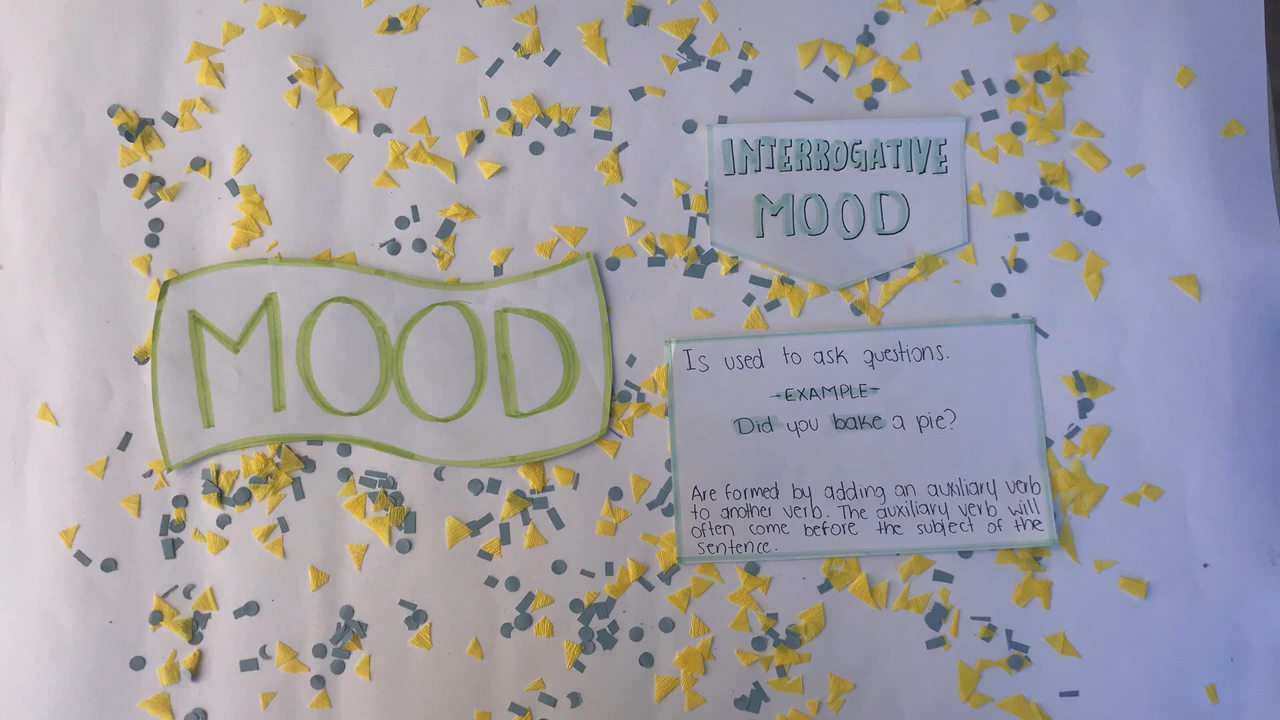 MOOD
INTERROGATIVE
MOOD
Is used to ask questions.
-EXAMPLE-
Did you bake a pie?
Are formed by adding an auxiliary verb
to another verb. The auxiliary verb will
often come before the subject of the
sentence.